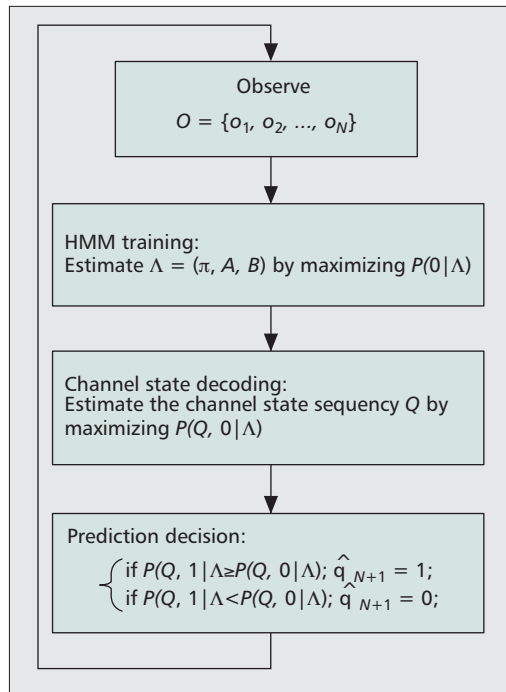 Observe
O = {o₁, o₂, ..., o_N}
HMM training:
Estimate Λ = (π, A, B) by maximizing P(0|Λ)
Channel state decoding:
Estimate the channel state sequency Q by
maximizing P(Q, 0|Λ)
Prediction decision:
if P(Q, 1|Λ≥P(Q, 0|Λ); q̂_{N+1} = 1;
if P(Q, 1|Λ<P(Q, 0|Λ); q̂_{N+1} = 0;